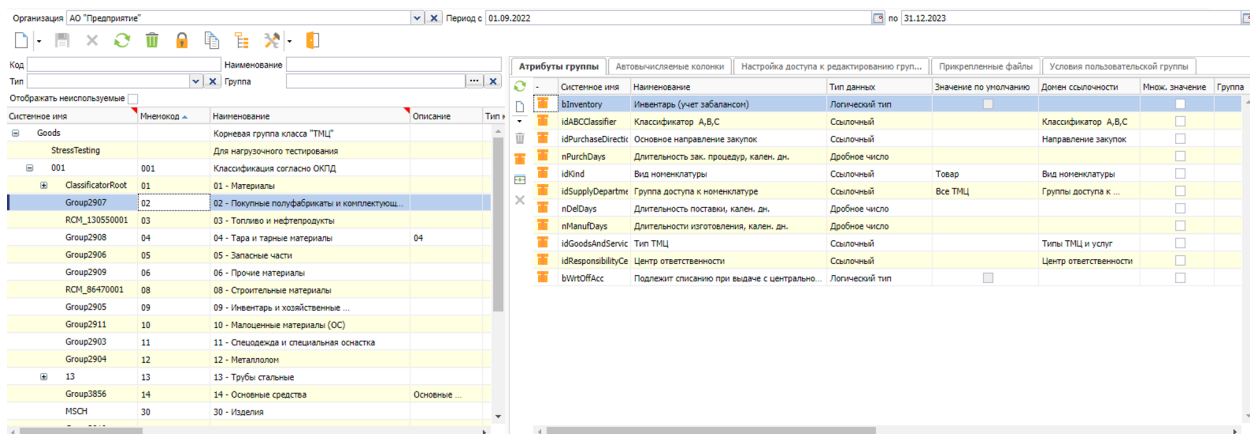 Организация АО "Предприятие" Период с 01.09.2022 по 31.12.2023
Код Наименование
Тип Группа
Отображать неиспользуемые
Системное имя Мнемокод Наименование Описание Тип
Goods Корневая группа класса "ТМЦ"
StressTesting Для нагрузочного тестирования
001 001 Классификация согласно ОКПД
ClassificatorRoot 01 01 - Материалы
Group2907 02 02 - Покупные полуфабрикаты и комплектующ...
RCM_130550001 03 03 - Топливо и нефтепродукты
Group2908 04 04 - Тара и тарные материалы 04
Group2906 05 05 - Запасные части
Group2909 06 06 - Прочие материалы
RCM_86470001 08 08 - Строительные материалы
Group2905 09 09 - Инвентарь и хозяйственные ...
Group2911 10 10 - Малоценные материалы (ОС)
Group2903 11 11 - Спецодежда и специальная оснастка
Group2904 12 12 - Металлолом
13 13 13 - Трубы стальные
Group3856 14 14 - Основные средства Основные ...
MSCH 30 30 - Изделия
Атрибуты группы Автовычисляемые колонки Настройка доступа к редактированию груп... Прикрепленные файлы Условия пользовательской группы
- Системное имя Наименование Тип данных Значение по умолчанию Домен ссылочности Множ. значение Группа
bInventory Инвентарь (учет забалансом) Логический тип
idABCClassifier Классификатор A,B,C Ссылочный Классификатор A,B,C
idPurchaseDirectic Основное направление закупок Ссылочный Направление закупок
nPurchDays Длительность зак. процедур, кален. дн. Дробное число
idKind Вид номенклатуры Ссылочный Товар Вид номенклатуры
idSupplyDepartme Группа доступа к номенклатуре Ссылочный Все ТМЦ Группы доступа к ...
nDelDays Длительность поставки, кален. дн. Дробное число
nManufDays Длительности изготовления, кален. дн. Дробное число
idGoodsAndServic Тип ТМЦ Ссылочный Типы ТМЦ и услуг
idResponsibilityCe Центр ответственности Ссылочный Центр ответственности
bWrtOffAcc Подлежит списанию при выдаче с центрально... Логический тип